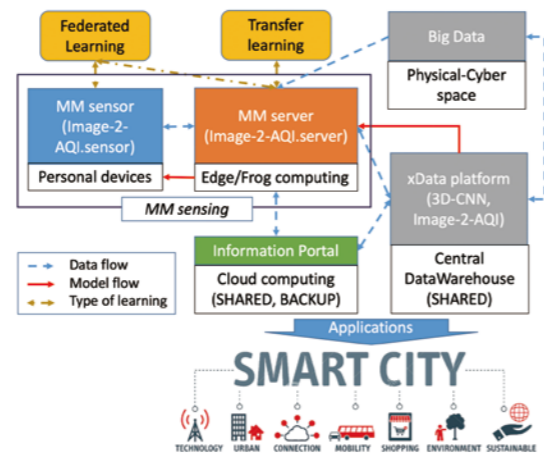 Federated
Learning
Transfer
learning
Big Data
Physical-Cyber
space
MM sensor
(Image-2-
AQI.sensor)
Personal devices
MM server
(Image-2-AQI.server)
Edge/Frog computing
MM sensing
xData platform
(3D-CNN,
Image-2-AQI)
Central
DataWarehouse
(SHARED)
Information Portal
Cloud computing
(SHARED, BACKUP)
Data flow
Model flow
Type of learning
Applications
SMART CITY
TECHNOLOGY
URBAN
CONNECTION
MOBILITY
SHOPPING
ENVIRONMENT
SUSTAINABLE